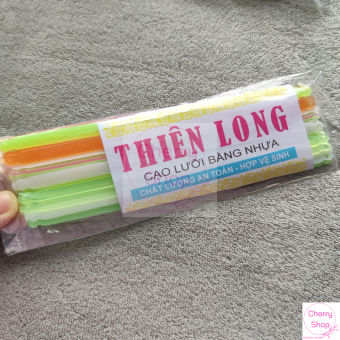 THIÊN LONG
CẠO LƯỠI BẰNG NHỰA
CHẤT LƯỢNG AN TOÀN - HỢP VỆ SINH
Cherry
Shop